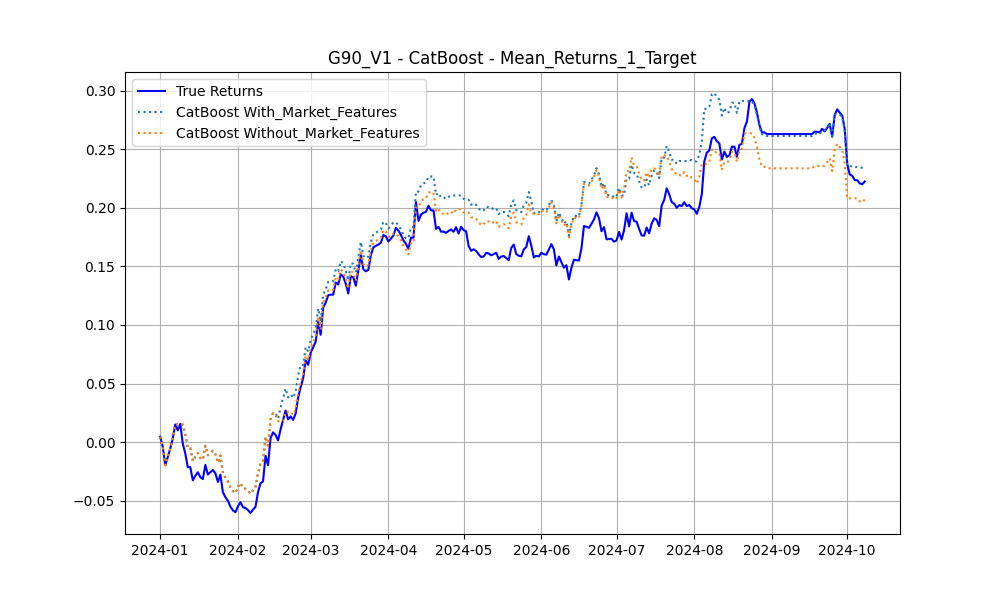 G90_V1 - CatBoost - Mean_Returns_1_Target
True Returns
CatBoost With_Market_Features
CatBoost Without_Market_Features
0.30
0.25
0.20
0.15
0.10
0.05
0.00
−0.05
2024-01 2024-02 2024-03 2024-04 2024-05 2024-06 2024-07 2024-08 2024-09 2024-10